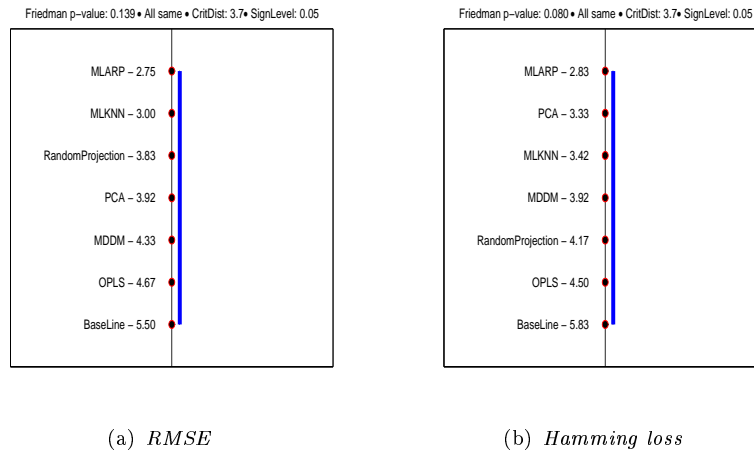 Friedman p−value: 0.139 • All same • CritDist: 3.7• SignLevel: 0.05
MLARP − 2.75
MLKNN − 3.00
RandomProjection − 3.83
PCA − 3.92
MDDM − 4.33
OPLS − 4.67
BaseLine − 5.50
(a) RMSE
Friedman p−value: 0.080 • All same • CritDist: 3.7• SignLevel: 0.05
MLARP − 2.83
PCA − 3.33
MLKNN − 3.42
MDDM − 3.92
RandomProjection − 4.17
OPLS − 4.50
BaseLine − 5.83
(b) Hamming loss